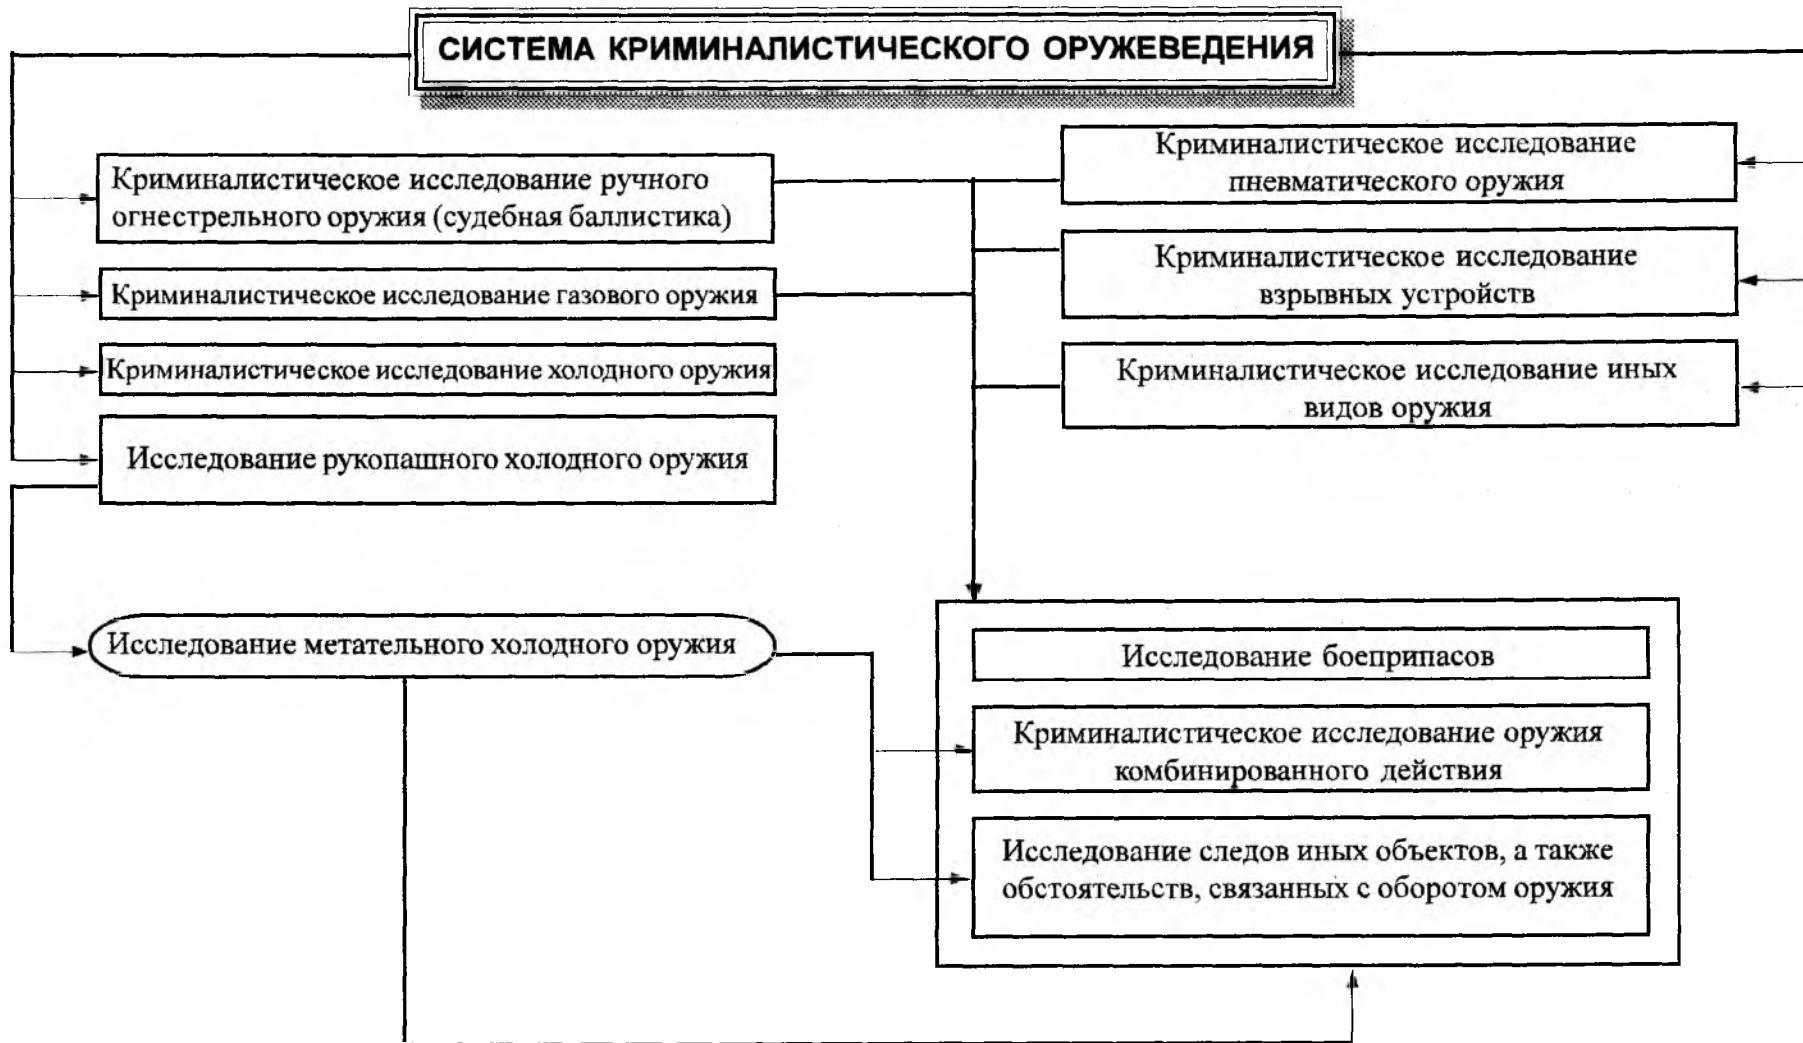 СИСТЕМА КРИМИНАЛИСТИЧЕСКОГО ОРУЖЕВЕДЕНИЯ
Криминалистическое исследование ручного
огнестрельного оружия (судебная баллистика)
Криминалистическое исследование газового оружия
Криминалистическое исследование холодного оружия
Исследование рукопашного холодного оружия
Исследование метательного холодного оружия
Криминалистическое исследование
пневматического оружия
Криминалистическое исследование
взрывных устройств
Криминалистическое исследование иных
видов оружия
Исследование боеприпасов
Криминалистическое исследование оружия
комбинированного действия
Исследование следов иных объектов, а также
обстоятельств, связанных с оборотом оружия